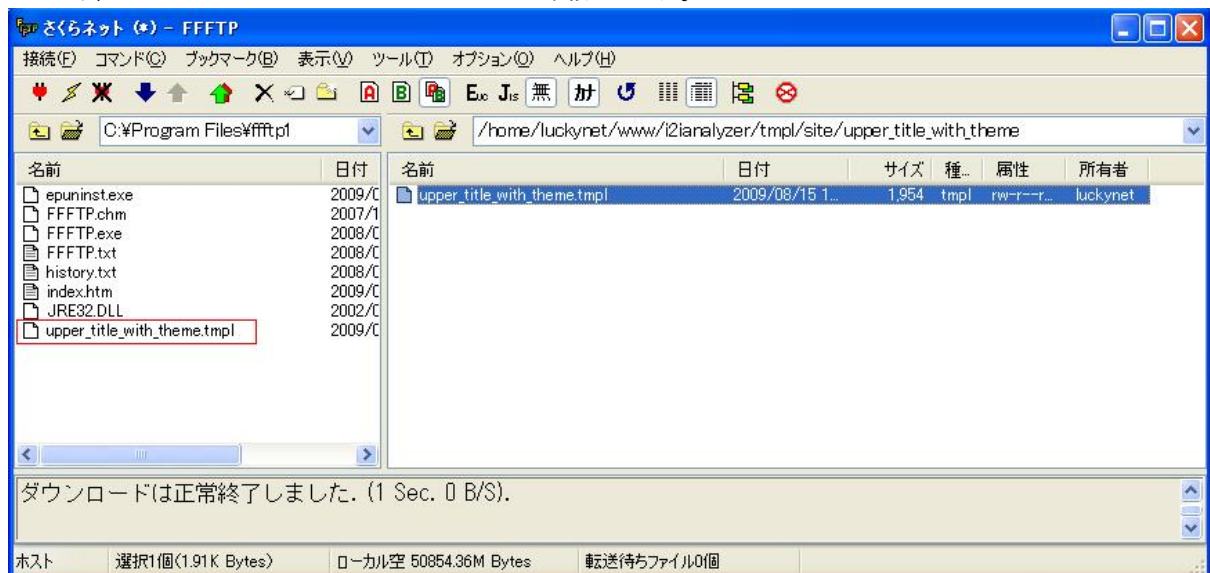 さくらネット (*) - FFFTP
接続(F) コマンド(C) ブックマーク(B) 表示(V) ツール(T) オプション(O) ヘルプ(H)
A B Euc Jis 無 カナ
C:¥Program Files¥ffftp1 /home/luckynet/www/i2ianalyzer/tmpl/site/upper_title_with_theme
名前 日付 名前 日付 サイズ 種... 属性 所有者
epuninst.exe 2009/0 upper_title_with_theme.tmpl 2009/08/15 1... 1,954 tmpl rw-r--r... luckynet
FFFTP.chm 2007/1
FFFTP.exe 2008/0
FFFTP.txt 2008/0
history.txt 2008/0
index.htm 2009/0
JRE32.DLL 2002/0
upper_title_with_theme.tmpl 2009/0
ダウンロードは正常終了しました. (1 Sec. 0 B/S).
ホスト 選択1個(1.91K Bytes) ローカル空 50854.36M Bytes 転送待ちファイル0個